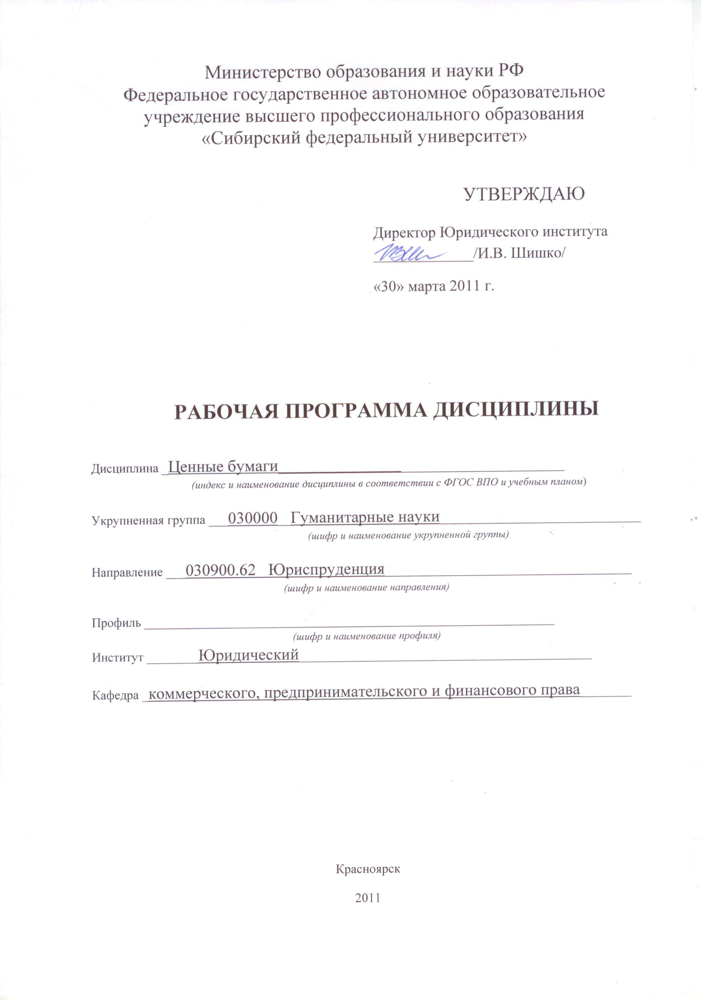 Министерство образования и науки РФ
Федеральное государственное автономное образовательное
учреждение высшего профессионального образования
«Сибирский федеральный университет»
УТВЕРЖДАЮ
Директор Юридического института
/И.В. Шишко/
«30» марта 2011 г.
РАБОЧАЯ ПРОГРАММА ДИСЦИПЛИНЫ
Дисциплина Ценные бумаги
(индекс и наименование дисциплины в соответствии с ФГОС ВПО и учебным планом)
Укрупненная группа 030000 Гуманитарные науки
(шифр и наименование укрупненной группы)
Направление 030900.62 Юриспруденция
(шифр и наименование направления)
Профиль
(шифр и наименование профиля)
Институт Юридический
Кафедра коммерческого, предпринимательского и финансового права
Красноярск
2011